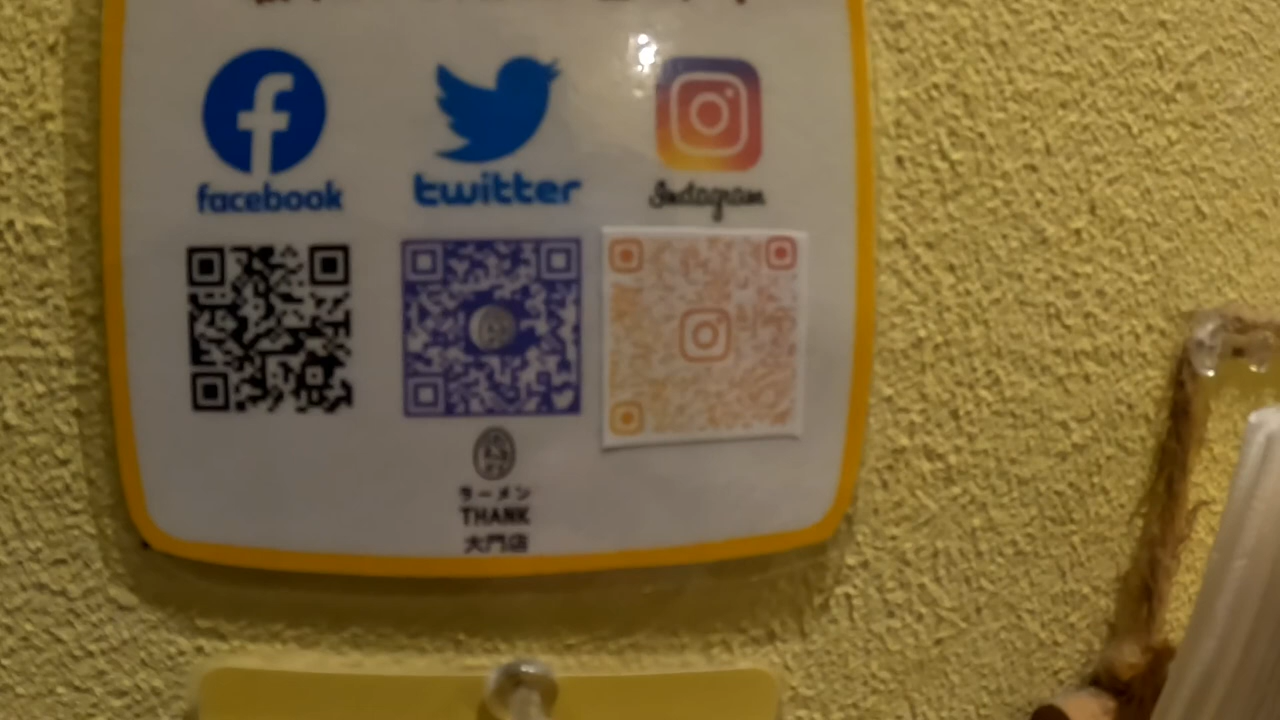 facebook twitter Instagram
ラーメン
THANK
大門店